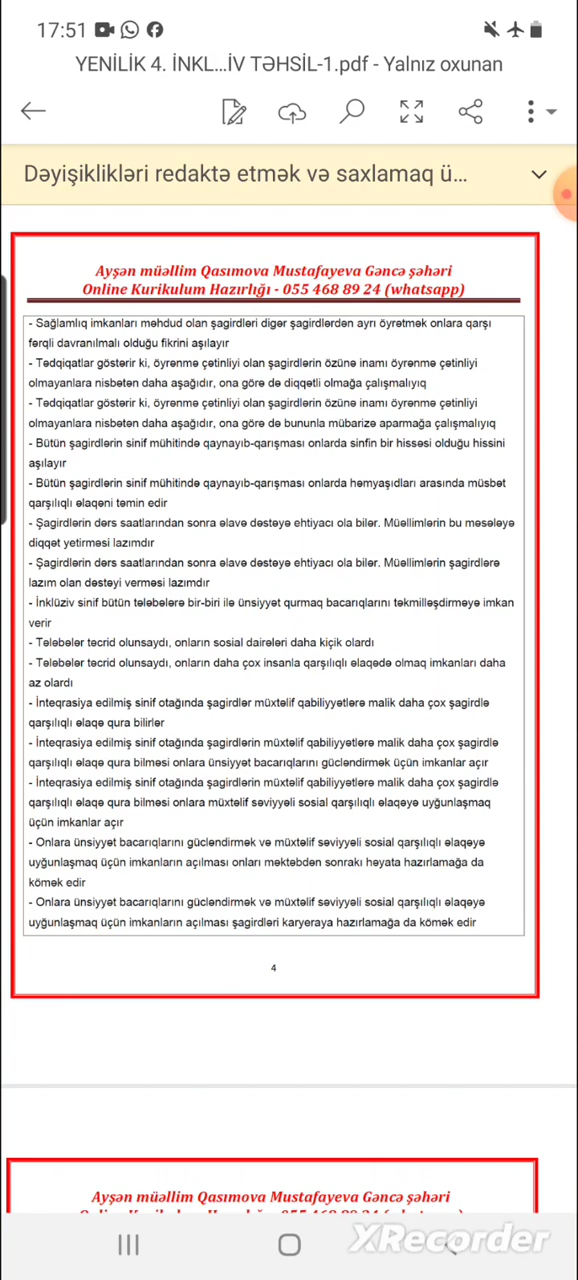 17:51
YENİLİK 4. İNKL...İV TƏHSİL-1.pdf - Yalnız oxunan
Dəyişiklikləri redaktə etmək və saxlamaq ü...
Ayşən müəllim Qasımova Mustafayeva Gəncə şəhəri
Online Kurikulum Hazırlığı - 055 468 89 24 (whatsapp)
- Sağlamlıq imkanları məhdud olan şagirdləri digər şagirdlərdən ayrı öyrətmək onlara qarşı
fərqli davranılmalı olduğu fikrini aşılayır
- Tədqiqatlar göstərir ki, öyrənmə çətinliyi olan şagirdlərin özünə inamı öyrənmə çətinliyi
olmayanlara nisbətən daha aşağıdır, ona görə də diqqətli olmağa çalışmalıyıq
- Tədqiqatlar göstərir ki, öyrənmə çətinliyi olan şagirdlərin özünə inamı öyrənmə çətinliyi
olmayanlara nisbətən daha aşağıdır, ona görə də bununla mübarizə aparmağa çalışmalıyıq
- Bütün şagirdlərin sinif mühitində qaynayıb-qarışması onlarda sinfin bir hissəsi olduğu hissini
aşılayır
- Bütün şagirdlərin sinif mühitində qaynayıb-qarışması onlarda həmyaşıdları arasında müsbət
qarşılıqlı əlaqəni təmin edir
- Şagirdlərin dərs saatlarından sonra əlavə dəstəyə ehtiyacı ola bilər. Müəllimlərin bu məsələyə
diqqət yetirməsi lazımdır
- Şagirdlərin dərs saatlarından sonra əlavə dəstəyə ehtiyacı ola bilər. Müəllimlərin şagirdlərə
lazım olan dəstəyi verməsi lazımdır
- İnklüziv sinif bütün tələbələrə bir-biri ilə ünsiyyət qurmaq bacarıqlarını təkmilləşdirməyə imkan
verir
- Tələbələr təcrid olunsaydı, onların sosial dairələri daha kiçik olardı
- Tələbələr təcrid olunsaydı, onların daha çox insanla qarşılıqlı əlaqədə olmaq imkanları daha
az olardı
- İnteqrasiya edilmiş sinif otağında şagirdlər müxtəlif qabiliyyətlərə malik daha çox şagirdlə
qarşılıqlı əlaqə qura bilirlər
- İnteqrasiya edilmiş sinif otağında şagirdlərin müxtəlif qabiliyyətlərə malik daha çox şagirdlə
qarşılıqlı əlaqə qura bilməsi onlara ünsiyyət bacarıqlarını gücləndirmək üçün imkanlar açır
- İnteqrasiya edilmiş sinif otağında şagirdlərin müxtəlif qabiliyyətlərə malik daha çox şagirdlə
qarşılıqlı əlaqə qura bilməsi onlara müxtəlif səviyyəli sosial qarşılıqlı əlaqəyə uyğunlaşmaq
üçün imkanlar açır
- Onlara ünsiyyət bacarıqlarını gücləndirmək və müxtəlif səviyyəli sosial qarşılıqlı əlaqəyə
uyğunlaşmaq üçün imkanların açılması onları məktəbdən sonrakı həyata hazırlamağa da
kömək edir
- Onlara ünsiyyət bacarıqlarını gücləndirmək və müxtəlif səviyyəli sosial qarşılıqlı əlaqəyə
uyğunlaşmaq üçün imkanların açılması şagirdləri karyeraya hazırlamağa da kömək edir
4
Ayşən müəllim Qasımova Mustafayeva Gəncə şəhəri
XRecorder